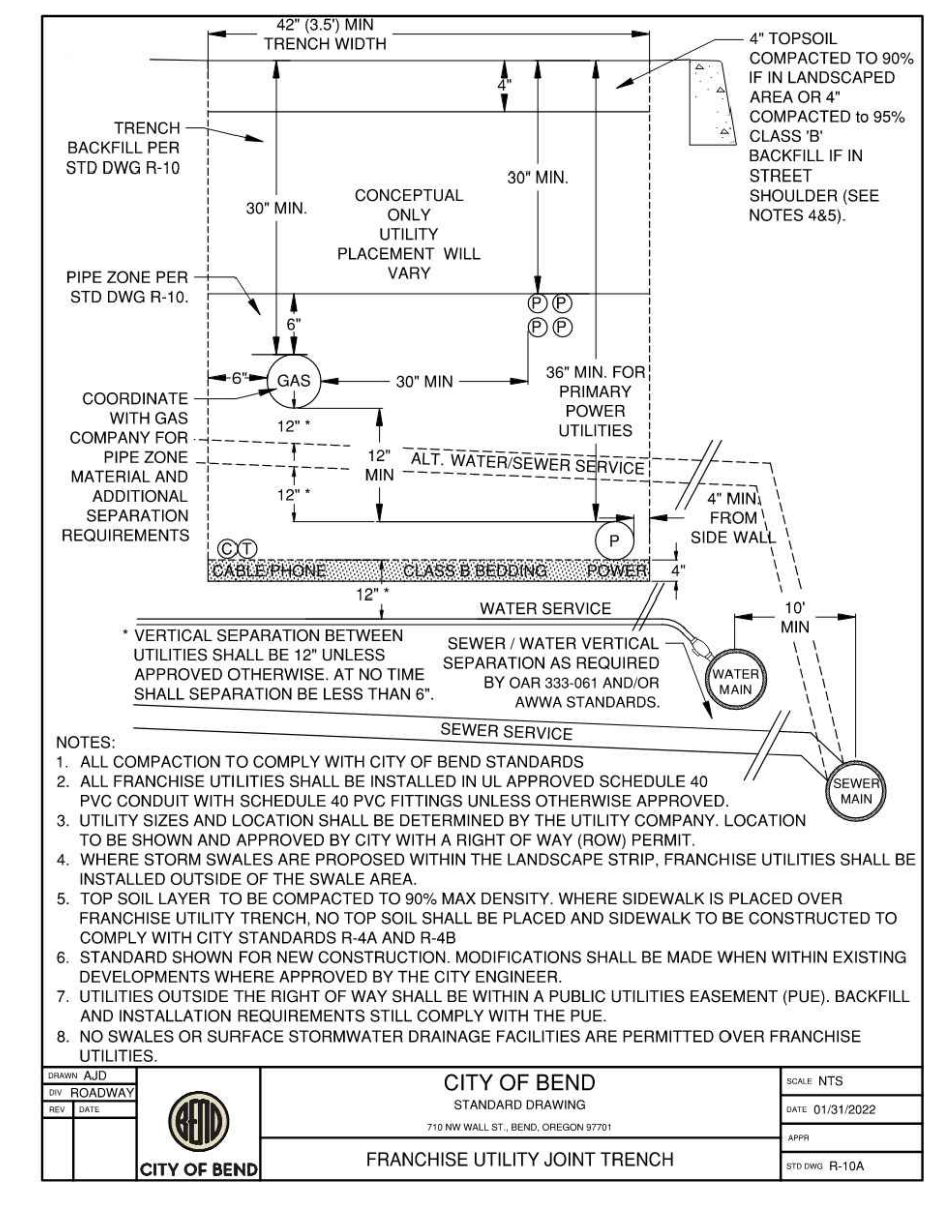 42" (3.5') MIN
TRENCH WIDTH
4" TOPSOIL
COMPACTED TO 90%
IF IN LANDSCAPED
AREA OR 4"
COMPACTED to 95%
CLASS 'B'
BACKFILL IF IN
STREET
SHOULDER (SEE
NOTES 4&5).
4"
TRENCH
BACKFILL PER
STD DWG R-10
30" MIN.
30" MIN.
CONCEPTUAL
ONLY
UTILITY
PLACEMENT WILL
VARY
PIPE ZONE PER
STD DWG R-10.
6"
P P
P P
6"
GAS
30" MIN
36" MIN. FOR
PRIMARY
POWER
UTILITIES
COORDINATE
WITH GAS
COMPANY FOR
PIPE ZONE
MATERIAL AND
ADDITIONAL
SEPARATION
REQUIREMENTS
12" *
12"
MIN
ALT. WATER/SEWER SERVICE
12" *
4" MIN.
FROM
SIDE WALL
P
C T
CABLE/PHONE CLASS B BEDDING POWER
4"
12" *
WATER SERVICE
10'
MIN
* VERTICAL SEPARATION BETWEEN
UTILITIES SHALL BE 12" UNLESS
APPROVED OTHERWISE. AT NO TIME
SHALL SEPARATION BE LESS THAN 6".
SEWER / WATER VERTICAL
SEPARATION AS REQUIRED
BY OAR 333-061 AND/OR
AWWA STANDARDS.
WATER
MAIN
SEWER SERVICE
SEWER
MAIN
NOTES:
1. ALL COMPACTION TO COMPLY WITH CITY OF BEND STANDARDS
2. ALL FRANCHISE UTILITIES SHALL BE INSTALLED IN UL APPROVED SCHEDULE 40
PVC CONDUIT WITH SCHEDULE 40 PVC FITTINGS UNLESS OTHERWISE APPROVED.
3. UTILITY SIZES AND LOCATION SHALL BE DETERMINED BY THE UTILITY COMPANY. LOCATION
TO BE SHOWN AND APPROVED BY CITY WITH A RIGHT OF WAY (ROW) PERMIT.
4. WHERE STORM SWALES ARE PROPOSED WITHIN THE LANDSCAPE STRIP, FRANCHISE UTILITIES SHALL BE
INSTALLED OUTSIDE OF THE SWALE AREA.
5. TOP SOIL LAYER TO BE COMPACTED TO 90% MAX DENSITY. WHERE SIDEWALK IS PLACED OVER
FRANCHISE UTILITY TRENCH, NO TOP SOIL SHALL BE PLACED AND SIDEWALK TO BE CONSTRUCTED TO
COMPLY WITH CITY STANDARDS R-4A AND R-4B
6. STANDARD SHOWN FOR NEW CONSTRUCTION. MODIFICATIONS SHALL BE MADE WHEN WITHIN EXISTING
DEVELOPMENTS WHERE APPROVED BY THE CITY ENGINEER.
7. UTILITIES OUTSIDE THE RIGHT OF WAY SHALL BE WITHIN A PUBLIC UTILITIES EASEMENT (PUE). BACKFILL
AND INSTALLATION REQUIREMENTS STILL COMPLY WITH THE PUE.
8. NO SWALES OR SURFACE STORMWATER DRAINAGE FACILITIES ARE PERMITTED OVER FRANCHISE
UTILITIES.
DRAWN AJD
DIV ROADWAY
REV DATE
BEND
CITY OF BEND
CITY OF BEND
STANDARD DRAWING
710 NW WALL ST., BEND, OREGON 97701
FRANCHISE UTILITY JOINT TRENCH
SCALE NTS
DATE 01/31/2022
APPR
STD DWG R-10A